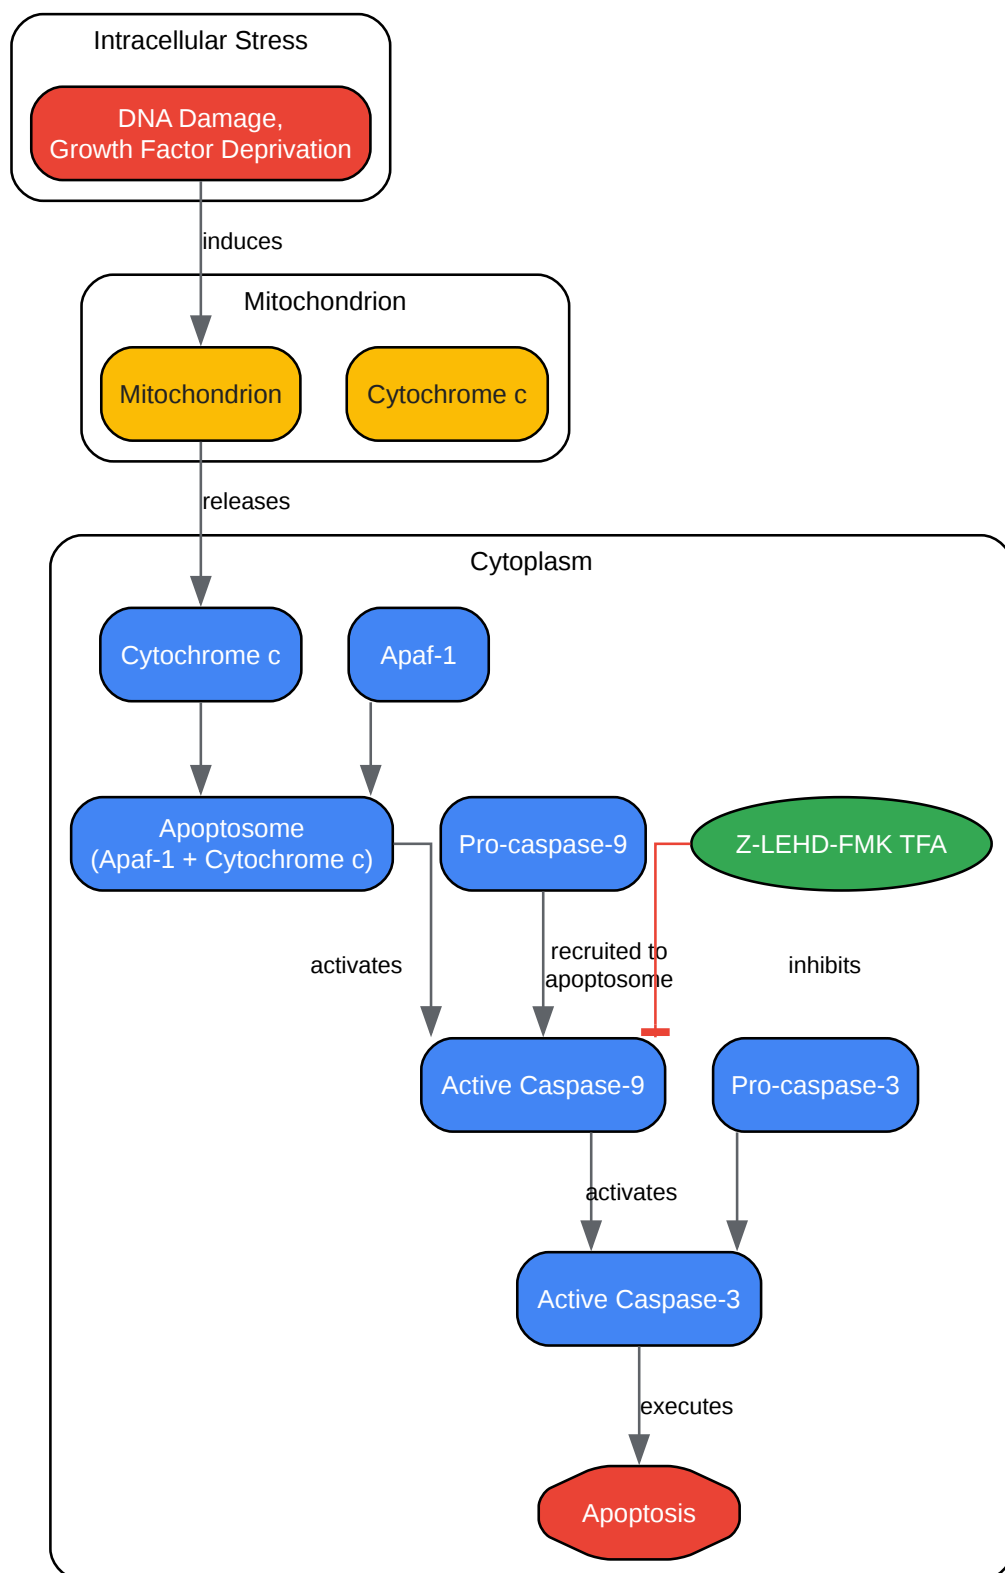 Intracellular Stress
DNA Damage,
Growth Factor Deprivation
induces
Mitochondrion
Mitochondrion
Cytochrome c
releases
Cytoplasm
Cytochrome c
Apaf-1
Apoptosome
(Apaf-1 + Cytochrome c)
Pro-caspase-9
Z-LEHD-FMK TFA
activates
recruited to
apoptosome
inhibits
Active Caspase-9
Pro-caspase-3
activates
Active Caspase-3
executes
Apoptosis